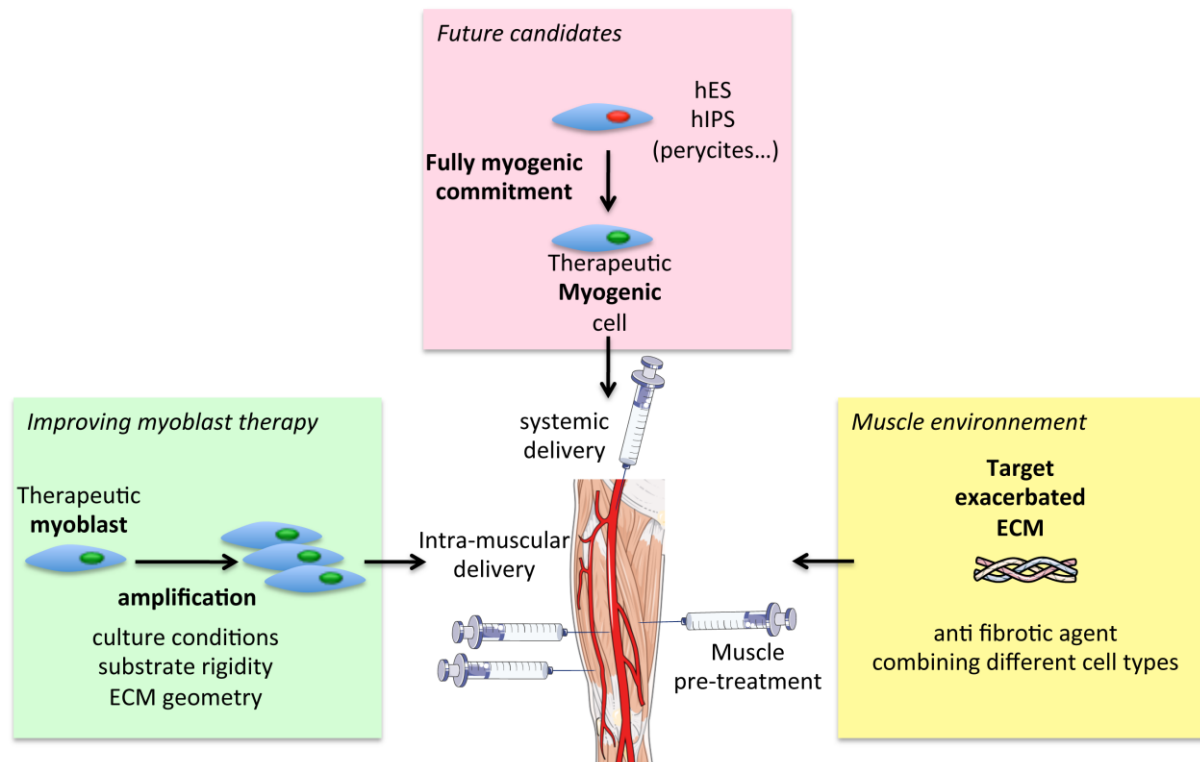 Future candidates
hES
hIPS
(perycites...)
Fully myogenic
commitment
Therapeutic
Myogenic
cell
systemic
delivery
Improving myoblast therapy
Therapeutic
myoblast
amplification
culture conditions
substrate rigidity
ECM geometry
Intra-muscular
delivery
Muscle
pre-treatment
Muscle environnement
Target
exacerbated
ECM
anti fibrotic agent
combining different cell types